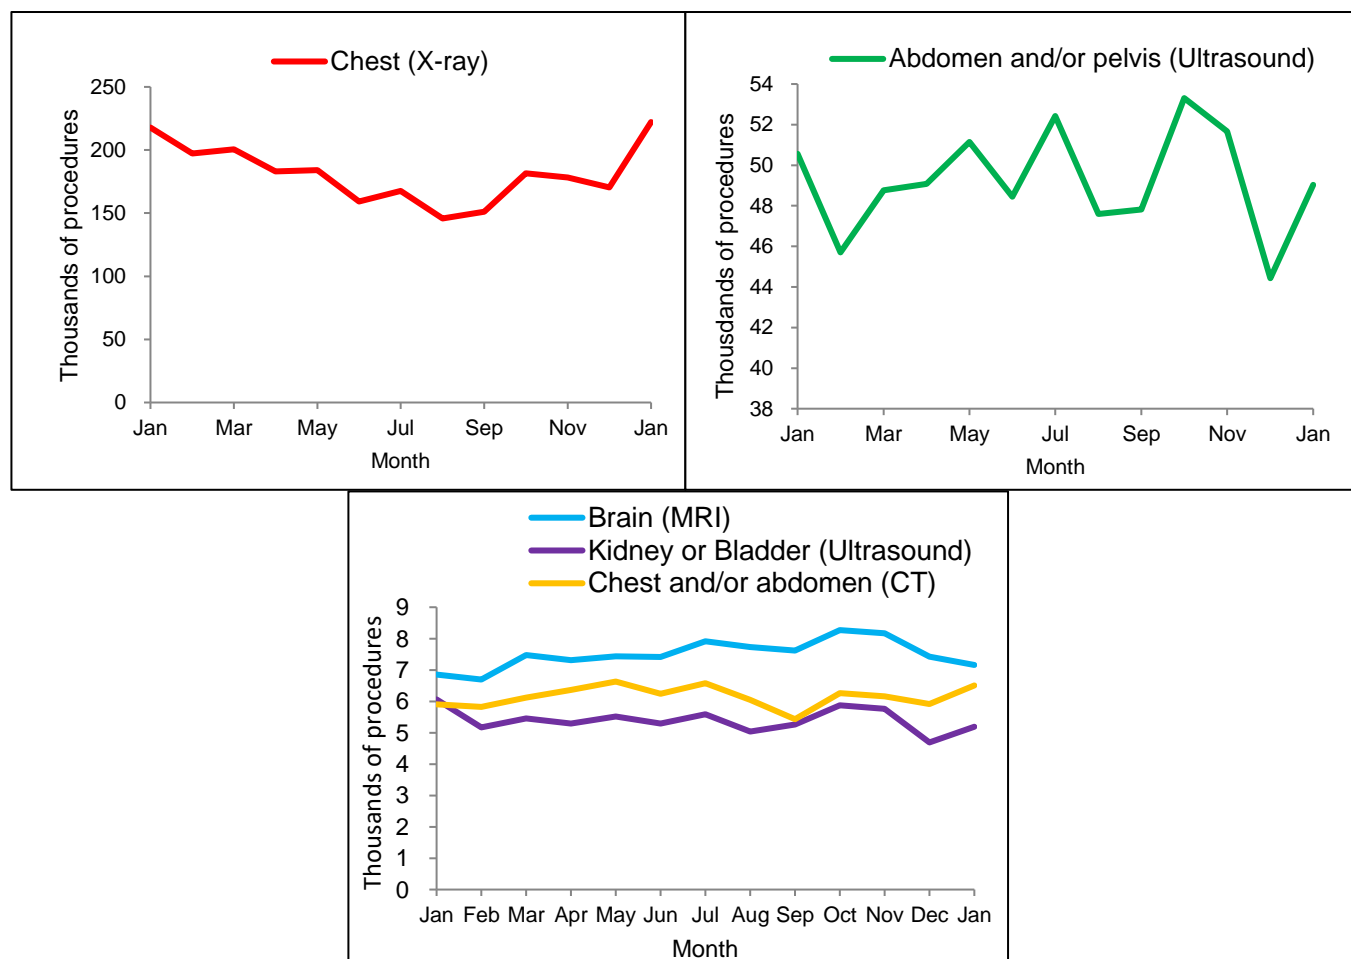 Chest (X-ray)
Thousands of procedures
250
200
150
100
50
0
Jan Mar May Jul Sep Nov Jan
Month
Abdomen and/or pelvis (Ultrasound)
Thousdands of procedures
54
52
50
48
46
44
42
40
38
Jan Mar May Jul Sep Nov Jan
Month
Brain (MRI)
Kidney or Bladder (Ultrasound)
Chest and/or abdomen (CT)
Thousands of procedures
9
8
7
6
5
4
3
2
1
0
Jan Feb Mar Apr May Jun Jul Aug Sep Oct Nov Dec Jan
Month